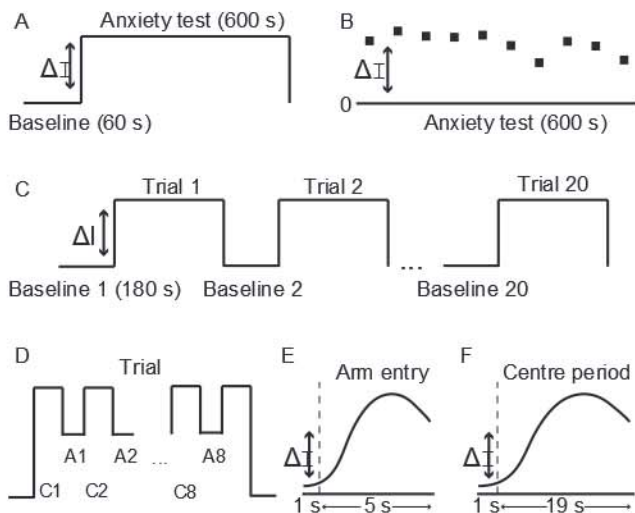 A
Anxiety test (600 s)
ΔI
Baseline (60 s)
B
ΔI
0
Anxiety test (600 s)
C
Trial 1
Trial 2
Trial 20
ΔI
...
Baseline 1 (180 s)
Baseline 2
Baseline 20
D
Trial
A1
A2
...
A8
C1
C2
C8
E
Arm entry
ΔI
1 s
5 s
F
Centre period
ΔI
1 s
19 s